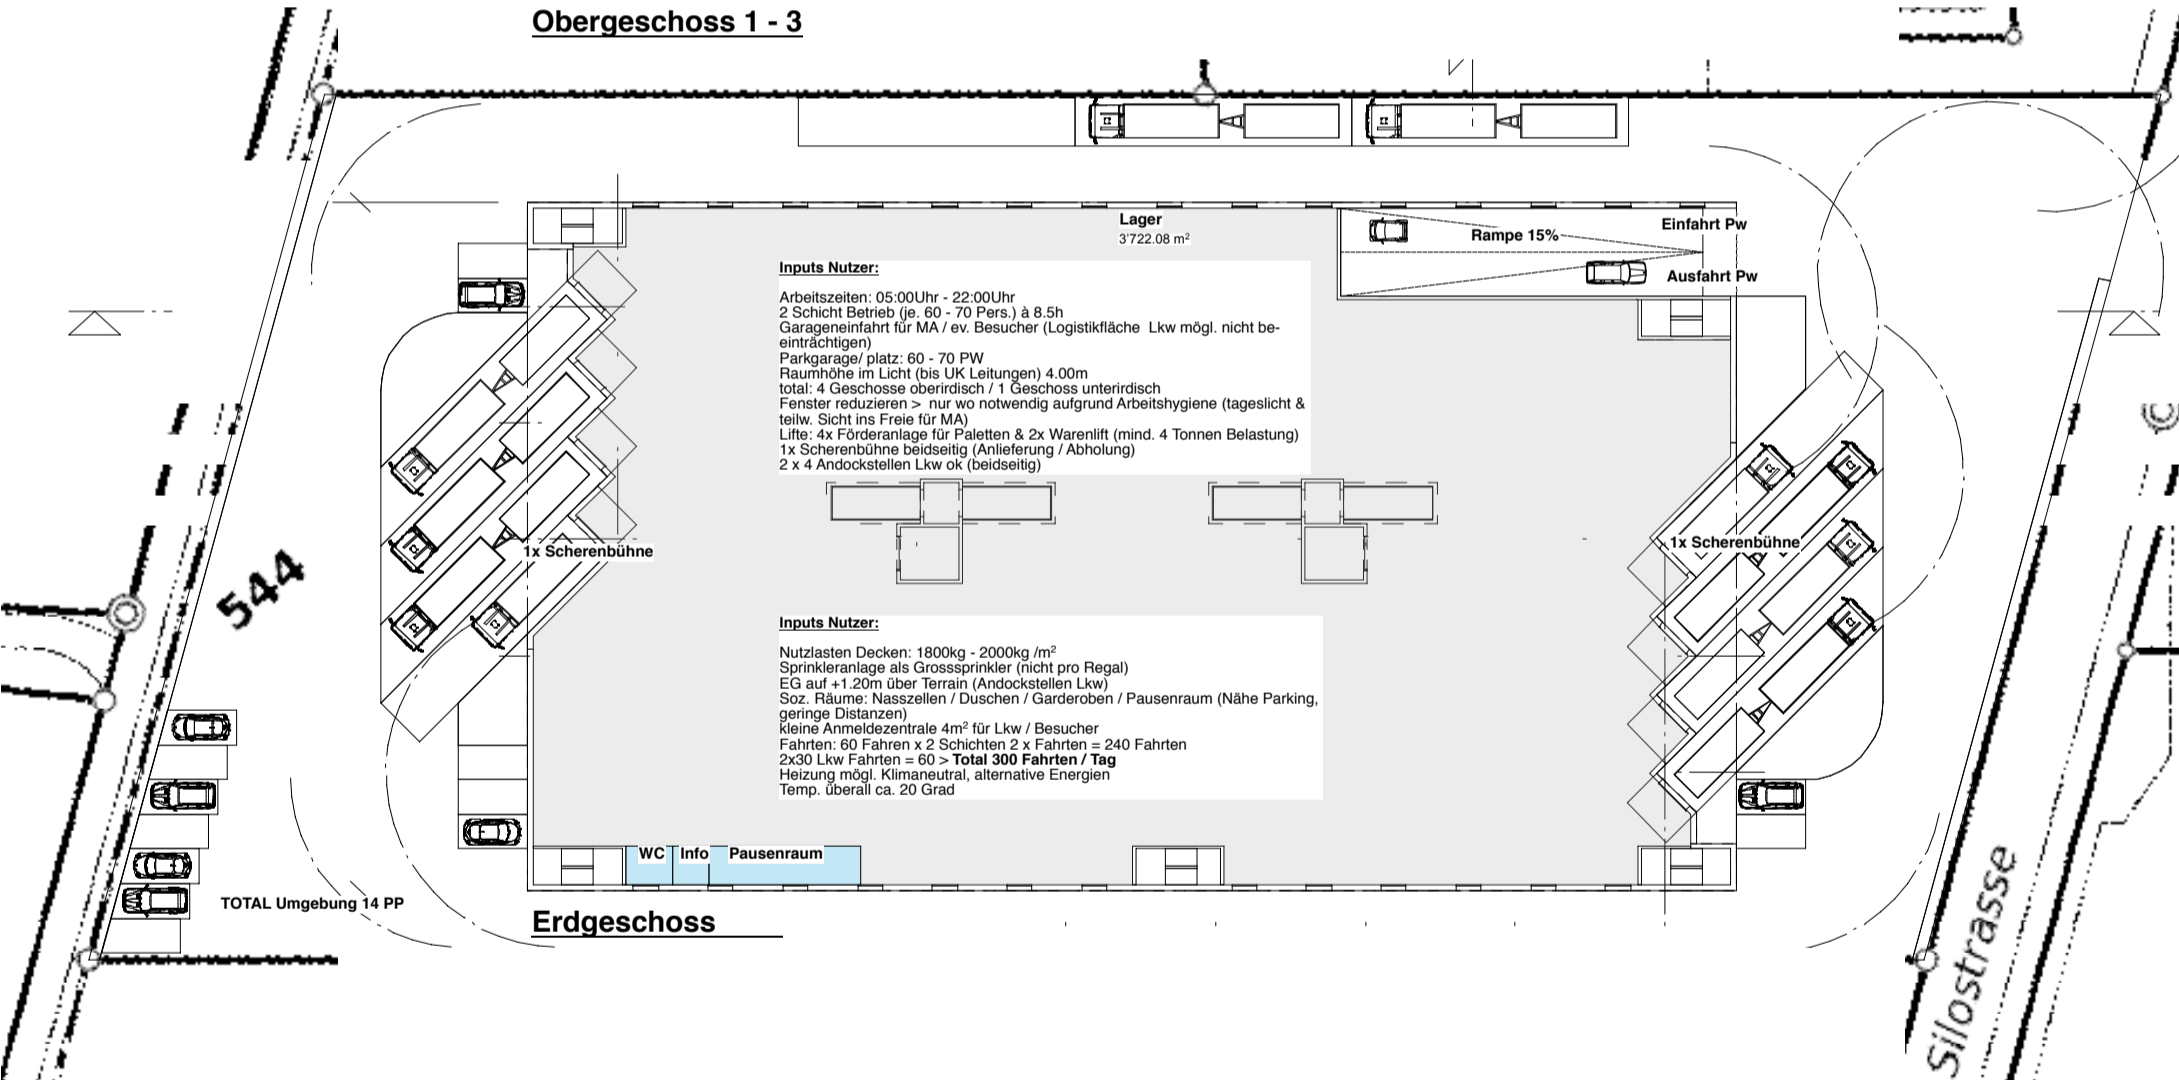 Obergeschoss 1 - 3
Lager
3'722.08 m²
Rampe 15%
Einfahrt Pw
Ausfahrt Pw
Inputs Nutzer:
Arbeitszeiten: 05:00Uhr - 22:00Uhr
2 Schicht Betrieb (je. 60 - 70 Pers.) à 8.5h
Garageneinfahrt für MA / ev. Besucher (Logistikfläche Lkw mögl. nicht be-
einträchtigen)
Parkgarage/ platz: 60 - 70 PW
Raumhöhe im Licht (bis UK Leitungen) 4.00m
total: 4 Geschosse oberirdisch / 1 Geschoss unterirdisch
Fenster reduzieren > nur wo notwendig aufgrund Arbeitshygiene (tageslicht &
teilw. Sicht ins Freie für MA)
Lifte: 4x Förderanlage für Paletten & 2x Warenlift (mind. 4 Tonnen Belastung)
1x Scherenbühne beidseitig (Anlieferung / Abholung)
2 x 4 Andockstellen Lkw ok (beidseitig)
1x Scherenbühne
1x Scherenbühne
544
Inputs Nutzer:
Nutzlasten Decken: 1800kg - 2000kg /m²
Sprinkleranlage als Grosssprinkler (nicht pro Regal)
EG auf +1.20m über Terrain (Andockstellen Lkw)
Soz. Räume: Nasszellen / Duschen / Garderoben / Pausenraum (Nähe Parking,
geringe Distanzen)
kleine Anmeldezentrale 4m² für Lkw / Besucher
Fahrten: 60 Fahren x 2 Schichten 2 x Fahrten = 240 Fahrten
2x30 Lkw Fahrten = 60 > Total 300 Fahrten / Tag
Heizung mögl. Klimaneutral, alternative Energien
Temp. überall ca. 20 Grad
WC
Info
Pausenraum
TOTAL Umgebung 14 PP
Erdgeschoss
Silostrasse